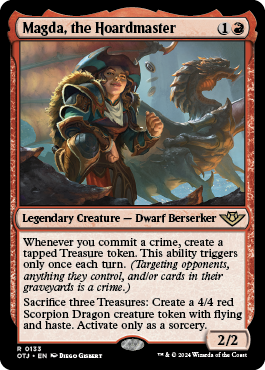 Magda, the Hoardmaster 1
Legendary Creature — Dwarf Berserker
Whenever you commit a crime, create a
tapped Treasure token. This ability triggers
only once each turn. (Targeting opponents,
anything they control, and/or cards in their
graveyards is a crime.)
Sacrifice three Treasures: Create a 4/4 red
Scorpion Dragon creature token with flying
and haste. Activate only as a sorcery.
2/2
R 0133
OTJ • EN Diego Gisbert ™ & © 2024 Wizards of the Coast